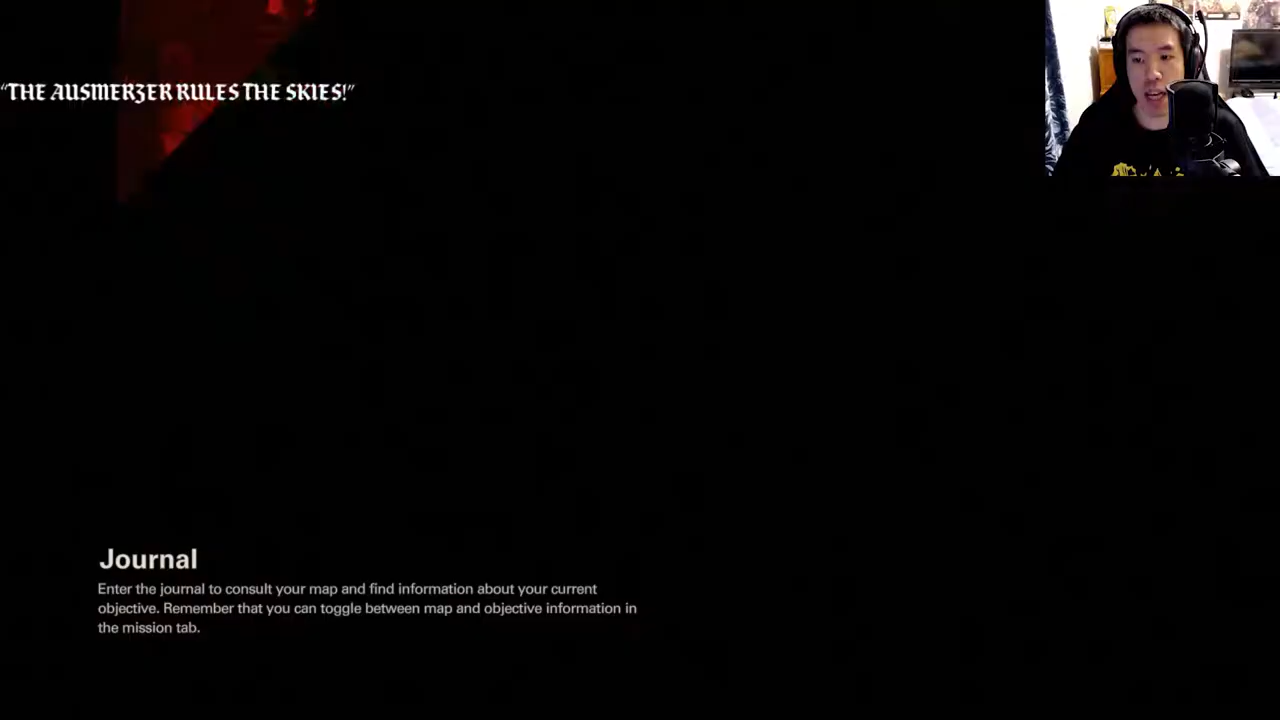 “THE AUSMERZER RULES THE SKIES!”
Journal
Enter the journal to consult your map and find information about your current
objective. Remember that you can toggle between map and objective information in
the mission tab.